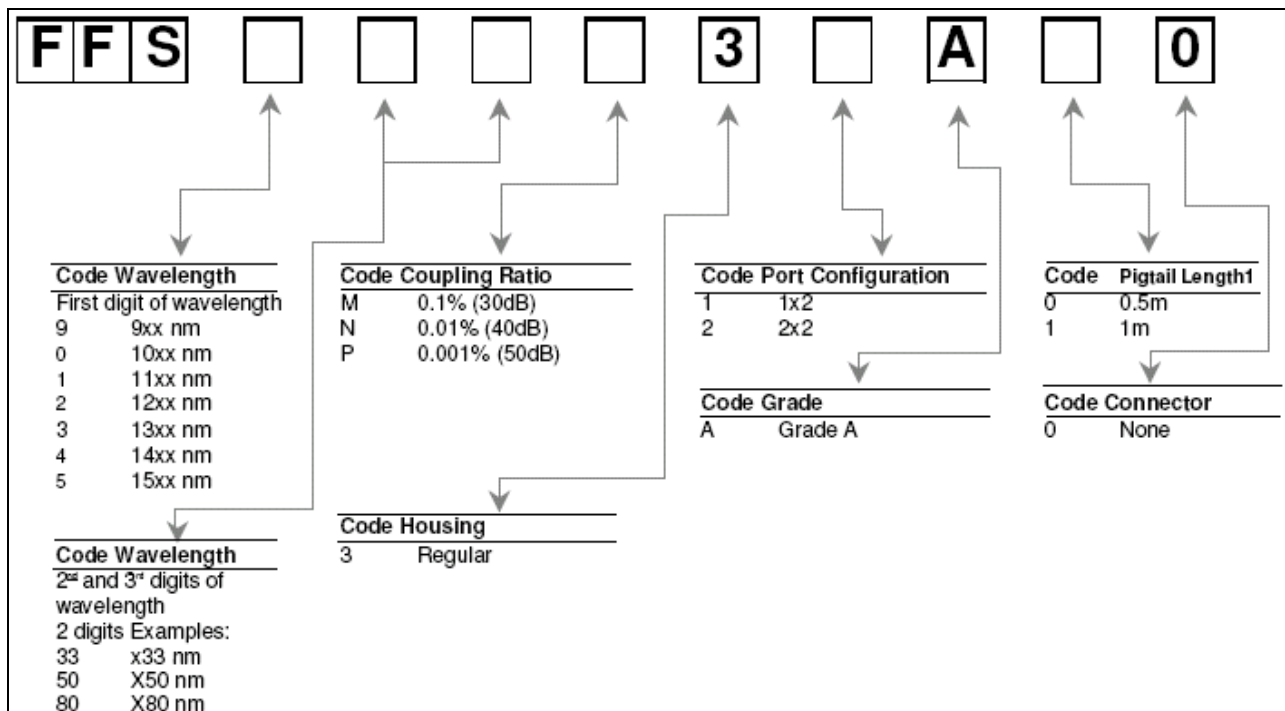 FFS 3 A 0
Code Wavelength
First digit of wavelength
9 9xx nm
0 10xx nm
1 11xx nm
2 12xx nm
3 13xx nm
4 14xx nm
5 15xx nm
Code Wavelength
2nd and 3rd digits of
wavelength
2 digits Examples:
33 x33 nm
50 X50 nm
80 X80 nm
Code Coupling Ratio
M 0.1% (30dB)
N 0.01% (40dB)
P 0.001% (50dB)
Code Housing
3 Regular
Code Port Configuration
1 1x2
2 2x2
Code Grade
A Grade A
Code Pigtail Length1
0 0.5m
1 1m
Code Connector
0 None